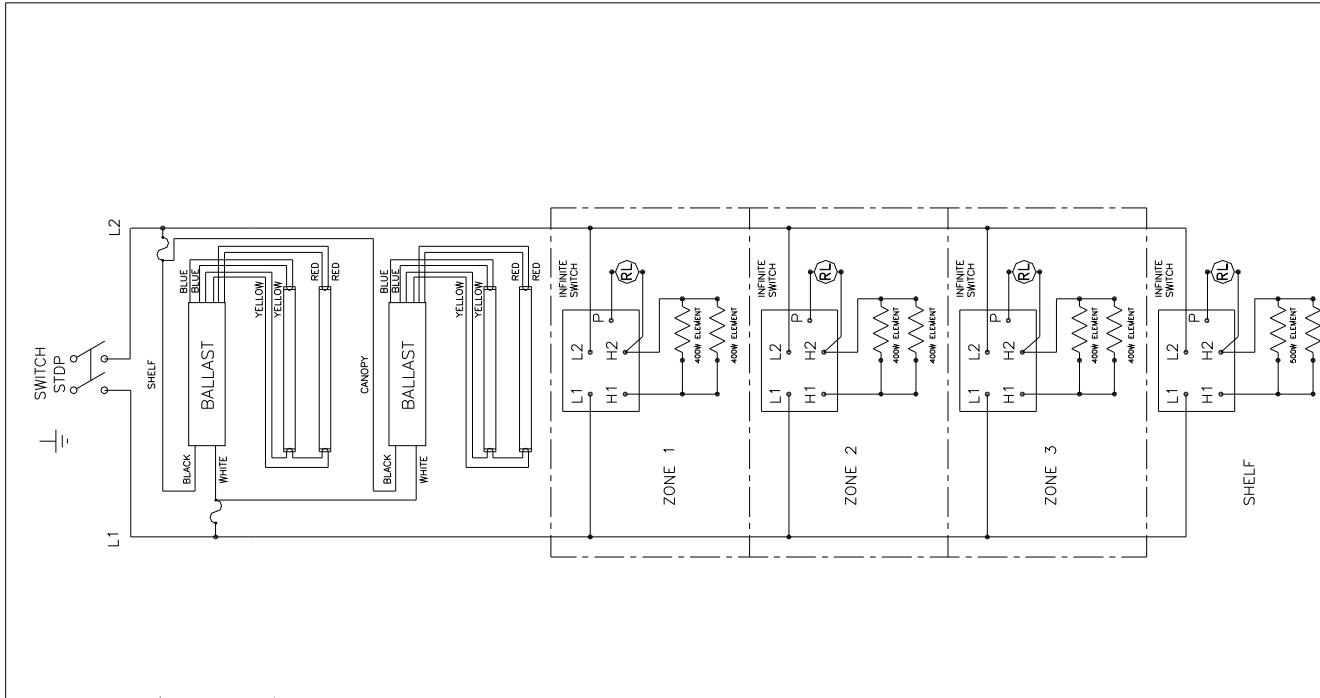 SWITCH
STDP
L1
L2
SHELF
BALLAST
BLACK
WHITE
BLUE
BLUE
YELLOW
YELLOW
RED
RED
CANOPY
BALLAST
BLACK
WHITE
BLUE
BLUE
YELLOW
YELLOW
RED
RED
INFINITE
SWITCH
L1
L2
P
H1
H2
RL
400W ELEMENT
400W ELEMENT
ZONE 1
INFINITE
SWITCH
L1
L2
P
H1
H2
RL
400W ELEMENT
400W ELEMENT
ZONE 2
INFINITE
SWITCH
L1
L2
P
H1
H2
RL
400W ELEMENT
400W ELEMENT
ZONE 3
INFINITE
SWITCH
L1
L2
P
H1
H2
RL
500W ELEMENT
SHELF